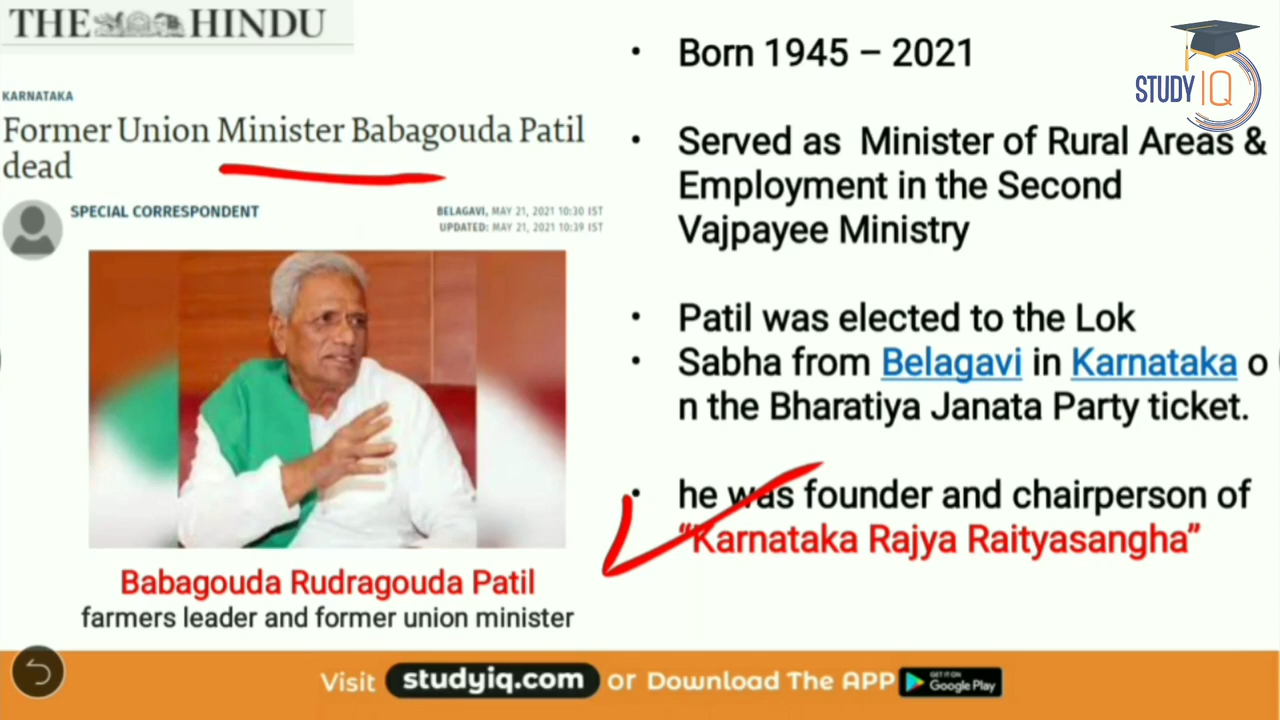 THE HINDU
KARNATAKA
Former Union Minister Babagouda Patil
dead
SPECIAL CORRESPONDENT
BELAGAVI, MAY 21, 2021 10:30 IST
UPDATED: MAY 21, 2021 10:39 IST
Babagouda Rudragouda Patil
farmers leader and former union minister
• Born 1945 – 2021
• Served as Minister of Rural Areas &
Employment in the Second
Vajpayee Ministry
• Patil was elected to the Lok
• Sabha from Belagavi in Karnataka o
n the Bharatiya Janata Party ticket.
• he was founder and chairperson of
“Karnataka Rajya Raityasangha”
STUDY IQ
Visit studyiq.com or Download The APP GET IT ON Google Play